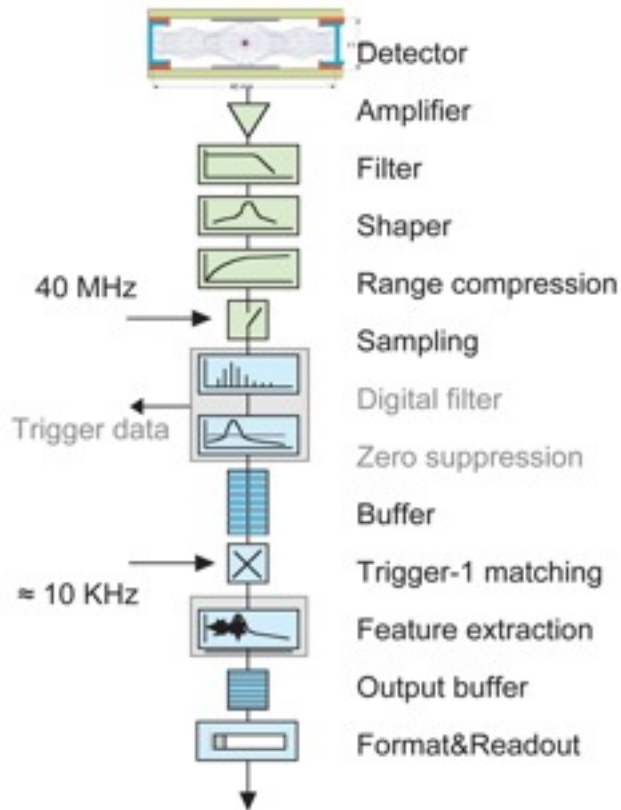 Detector
Amplifier
Filter
Shaper
Range compression
40 MHz
Sampling
Digital filter
Trigger data
Zero suppression
Buffer
Trigger-1 matching
≈ 10 KHz
Feature extraction
Output buffer
Format&Readout